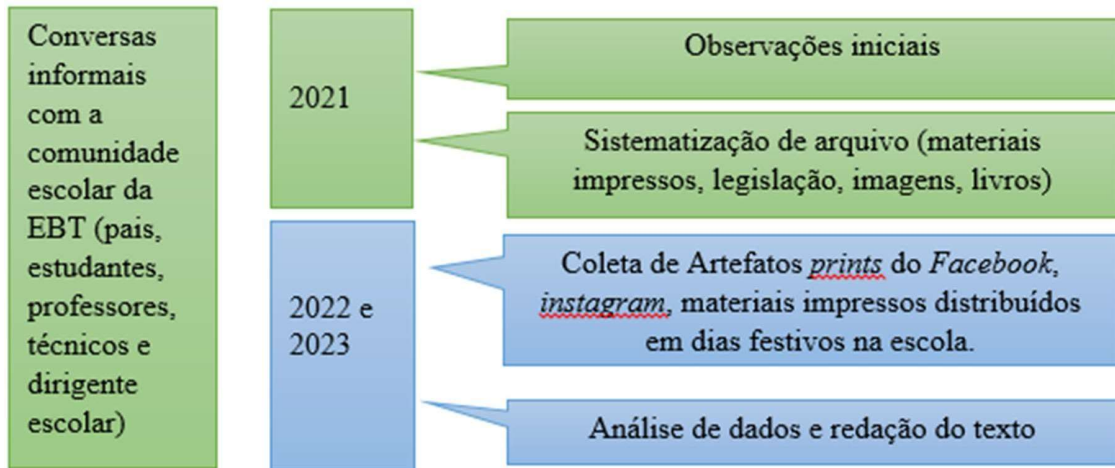 Conversas
informais
com a
comunidade
escolar da
EBT (pais,
estudantes,
professores,
técnicos e
dirigente
escolar)
2021
Observações iniciais
Sistematização de arquivo (materiais
impressos, legislação, imagens, livros)
2022 e
2023
Coleta de Artefatos prints do Facebook,
instagram, materiais impressos distribuídos
em dias festivos na escola.
Análise de dados e redação do texto